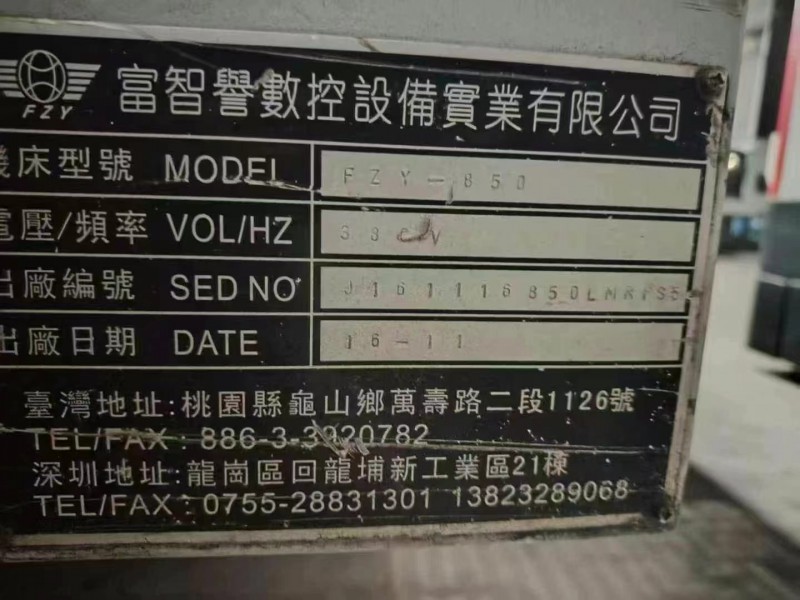 FZY
富智譽數控設備實業有限公司
機床型號 MODEL FZY-850
電壓/頻率 VOL/HZ 380V
出廠編號 SED NO
出廠日期 DATE 16-11
臺灣地址:桃園縣龜山鄉萬壽路二段1126號
TEL/FAX : 886-3-3920782
深圳地址:龍崗區回龍埔新工業區21棟
TEL/FAX : 0755-28831301 13823289068